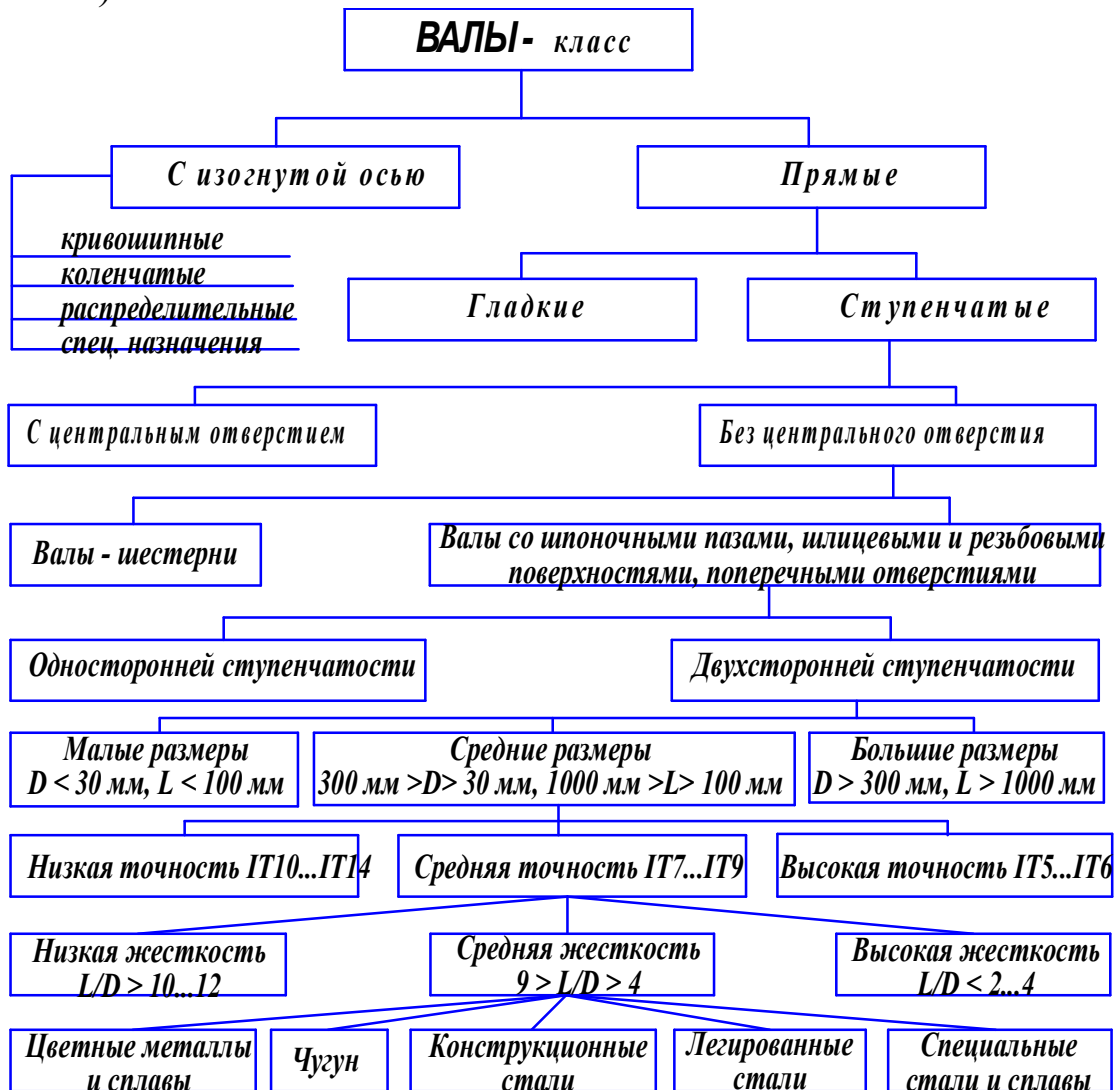 )
ВАЛЫ - класс
С изогнутой осью
Прямые
кривошипные
коленчатые
распределительные
спец. назначения
Гладкие
Ступенчатые
С центральным отверстием
Без центрального отверстия
Валы - шестерни
Валы со шпоночными пазами, шлицевыми и резьбовыми
поверхностями, поперечными отверстиями
Односторонней ступенчатости
Двухсторонней ступенчатости
Малые размеры
D < 30 мм, L < 100 мм
Средние размеры
300 мм >D> 30 мм, 1000 мм >L> 100 мм
Большие размеры
D > 300 мм, L > 1000 мм
Низкая точность IT10...IT14
Средняя точность IT7...IT9
Высокая точность IT5...IT6
Низкая жесткость
L/D > 10...12
Средняя жесткость
9 > L/D > 4
Высокая жесткость
L/D < 2...4
Цветные металлы
и сплавы
Чугун
Конструкционные
стали
Легированные
стали
Специальные
стали и сплавы